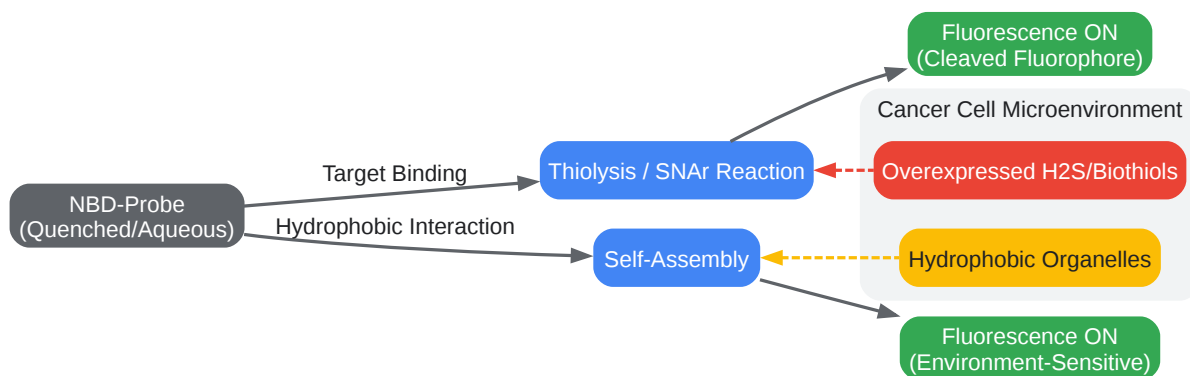 Fluorescence ON
(Cleaved Fluorophore)
Cancer Cell Microenvironment
Target Binding
Thiolysis / SNAr Reaction
Overexpressed H2S/Biothiols
NBD-Probe
(Quenched/Aqueous)
Hydrophobic Interaction
Self-Assembly
Hydrophobic Organelles
Fluorescence ON
(Environment-Sensitive)